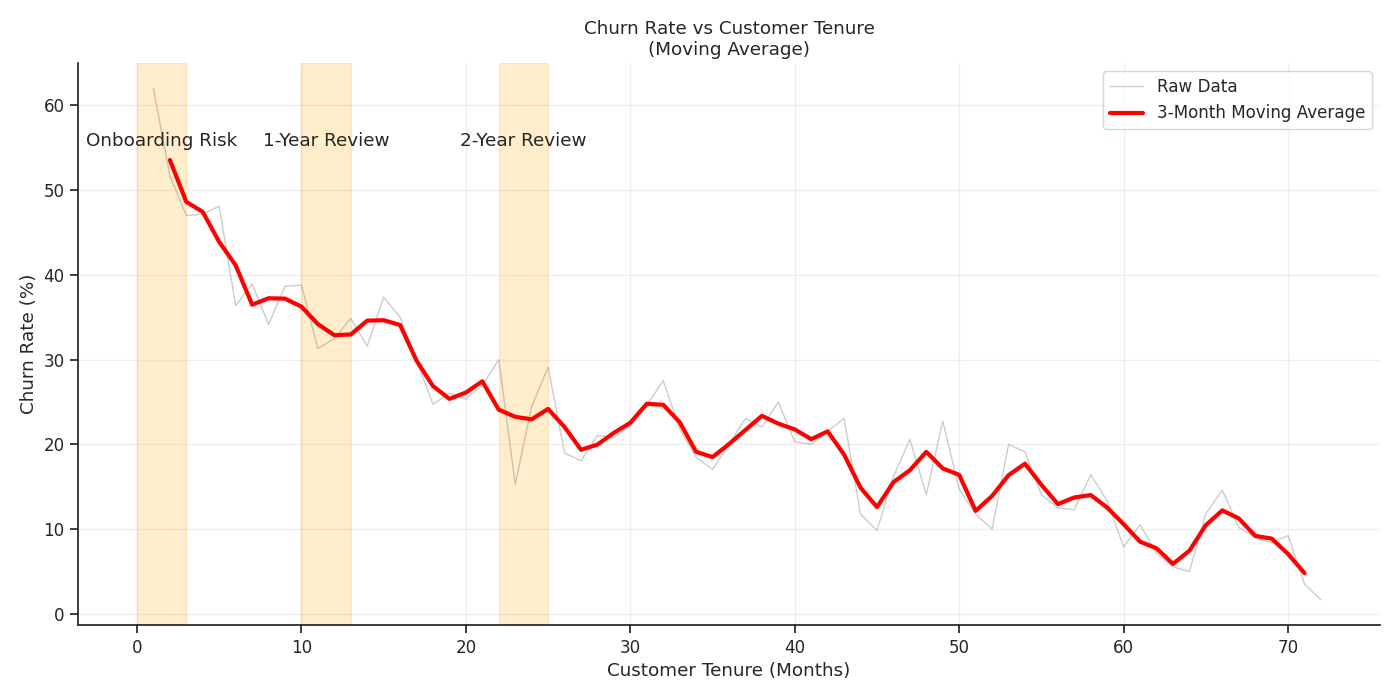 Churn Rate vs Customer Tenure
(Moving Average)
Raw Data
3-Month Moving Average
Onboarding Risk
1-Year Review
2-Year Review
Churn Rate (%)
60
50
40
30
20
10
0
0
10
20
30
40
50
60
70
Customer Tenure (Months)